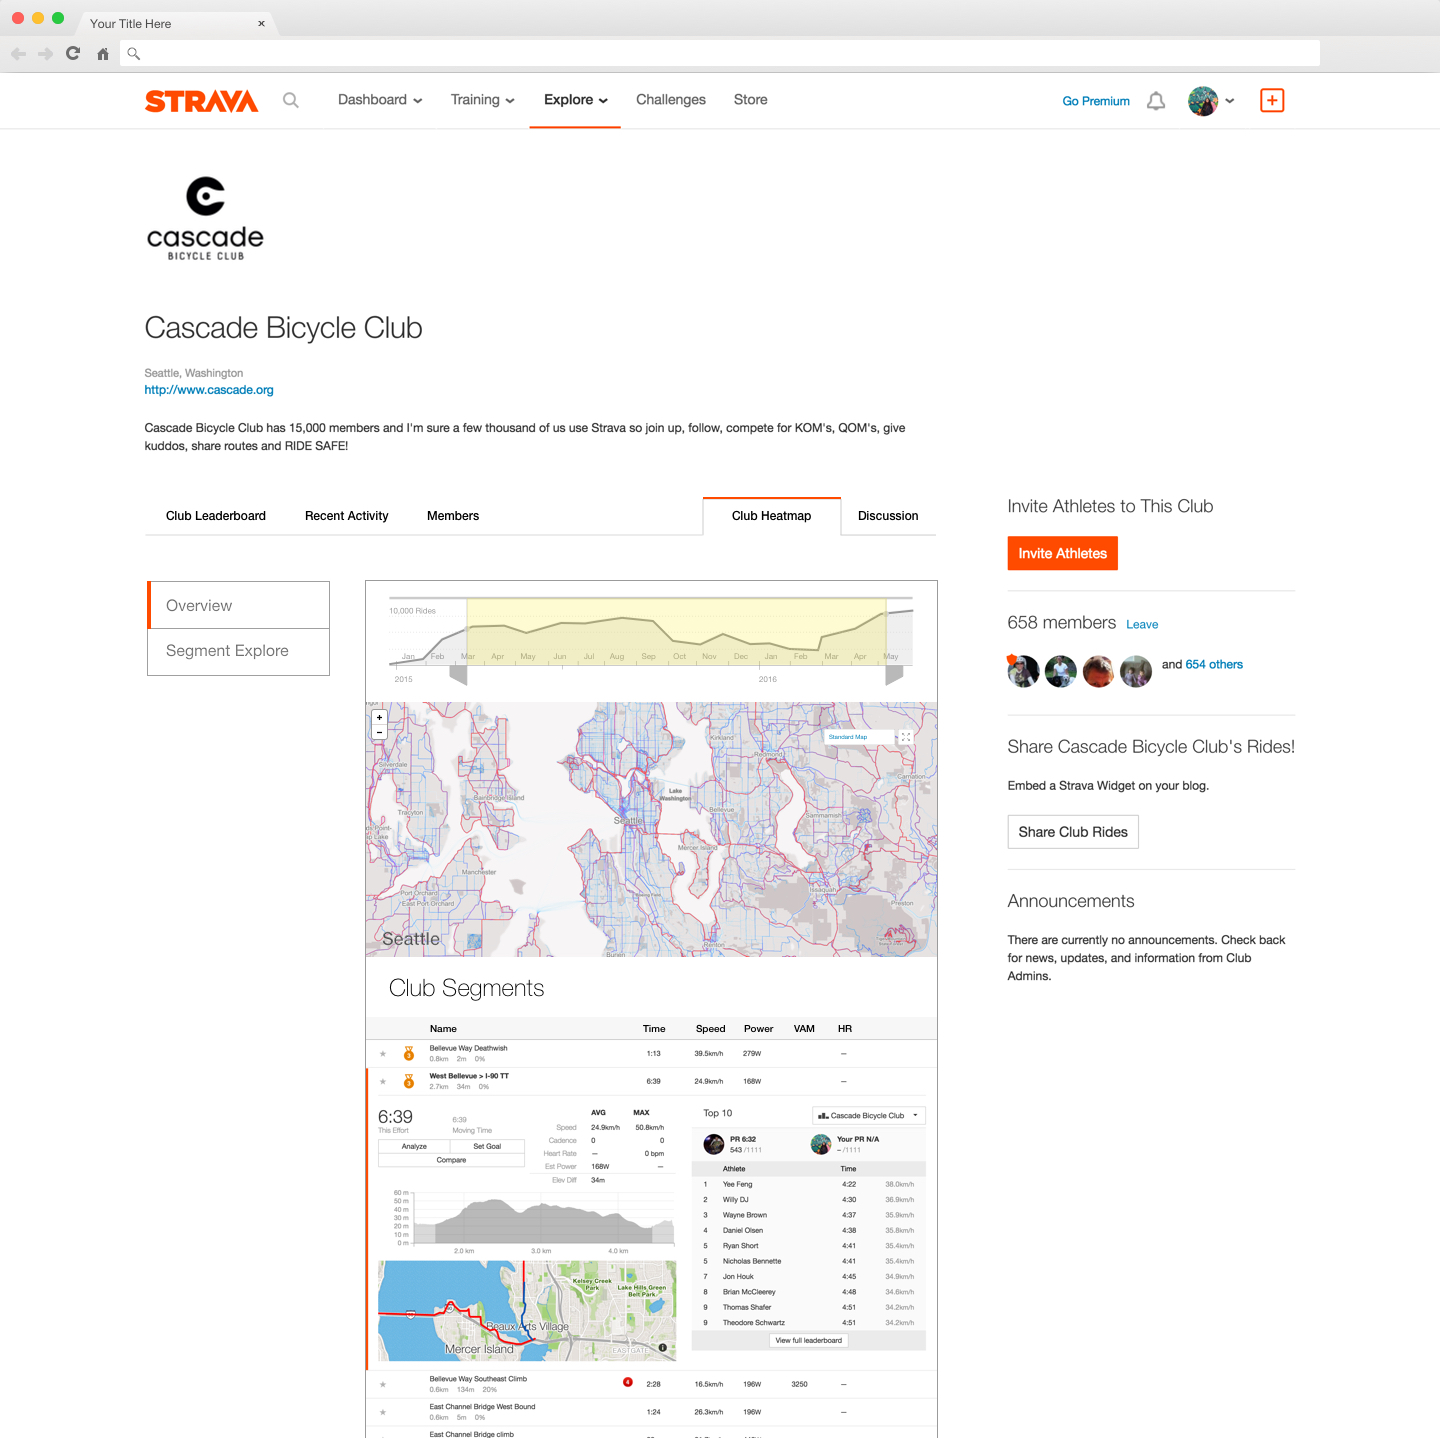 Your Title Here
STRAVA
Dashboard
Training
Explore
Challenges
Store
Go Premium
cascade
BICYCLE CLUB
Cascade Bicycle Club
Seattle, Washington
http://www.cascade.org
Cascade Bicycle Club has 15,000 members and I'm sure a few thousand of us use Strava so join up, follow, compete for KOM's, QOM's, give
kuddos, share routes and RIDE SAFE!
Club Leaderboard
Recent Activity
Members
Club Heatmap
Discussion
Overview
Segment Explore
10,000 Rides
Jan Feb Mar Apr May Jun Jul Aug Sep Oct Nov Dec Jan Feb Mar Apr May
2015 2016
+
−
Standard Map
Kirkland
Redmond
Silverdale
Carnation
Bainbridge Island
Lake
Washington
Tracyton
Bellevue
Seattle
Sammamish
Mercer Island
Manchester
Issaquah
Port Orchard
East Port Orchard
Preston
Renton
Burien
Seattle
Club Segments
Name Time Speed Power VAM HR
3 Bellevue Way Deathwish 1:13 39.5km/h 279W —
0.8km 2m 0%
3 West Bellevue > I-90 TT 6:39 24.9km/h 168W —
2.7km 34m 0%
6:39
This Effort
6:39
Moving Time
Analyze
Set Goal
Compare
AVG MAX
Speed 24.9km/h 50.8km/h
Cadence 0 0
Heart Rate — 0 bpm
Est Power 168W —
Elev Diff 34m
60 m
50 m
40 m
30 m
20 m
10 m
0 m
2.0 km 3.0 km 4.0 km
Kelsey Creek
Park
Lake Hills Green
Belt Park
Beaux Arts Village
Mercer Island
EASTGATE
Top 10
Cascade Bicycle Club
PR 6:32
543 /1111
Your PR N/A
– /1111
Athlete Time
1 Yee Feng 4:22 38.0km/h
2 Willy DJ 4:30 36.9km/h
3 Wayne Brown 4:37 35.9km/h
4 Daniel Olsen 4:38 35.8km/h
5 Ryan Short 4:41 35.4km/h
5 Nicholas Bennette 4:41 35.4km/h
7 Jon Houk 4:45 34.9km/h
8 Brian McCleerey 4:48 34.6km/h
9 Thomas Shafer 4:51 34.2km/h
9 Theodore Schwartz 4:51 34.2km/h
View full leaderboard
Bellevue Way Southeast Climb 4 2:28 16.5km/h 196W 3250 —
0.6km 134m 20%
East Channel Bridge West Bound 1:24 26.3km/h 196W —
0.6km 5m 0%
East Channel Bridge climb
Invite Athletes to This Club
Invite Athletes
658 members Leave
and 654 others
Share Cascade Bicycle Club's Rides!
Embed a Strava Widget on your blog.
Share Club Rides
Announcements
There are currently no announcements. Check back
for news, updates, and information from Club
Admins.